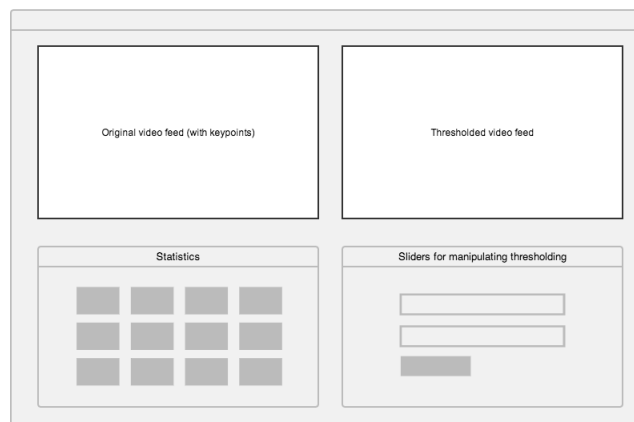 Original video feed (with keypoints)
Thresholded video feed
Statistics
Sliders for manipulating thresholding